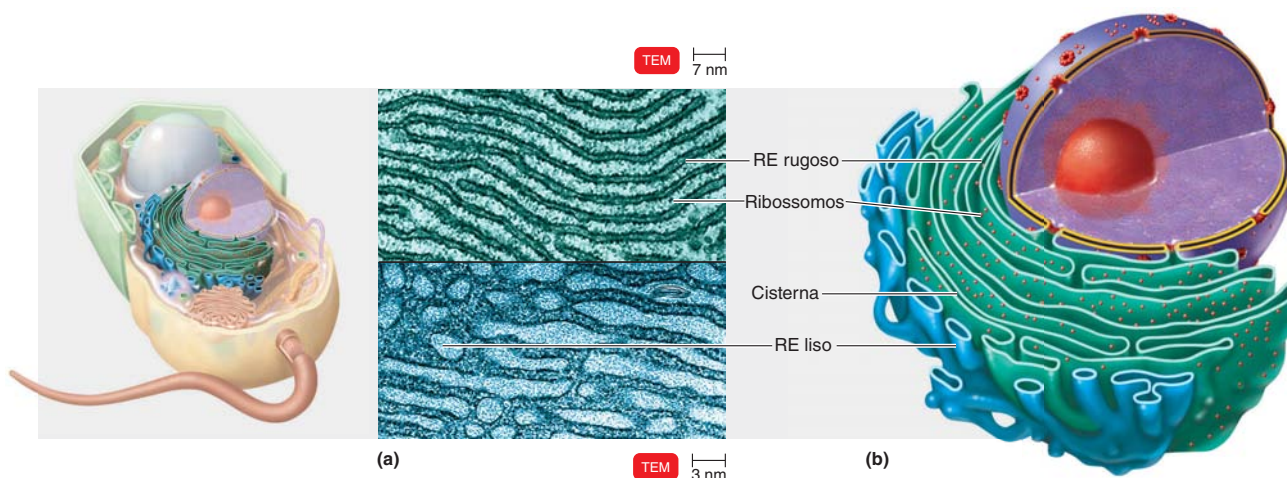 TEM
7 nm
RE rugoso
Ribossomos
Cisterna
RE liso
(a)
TEM
3 nm
(b)